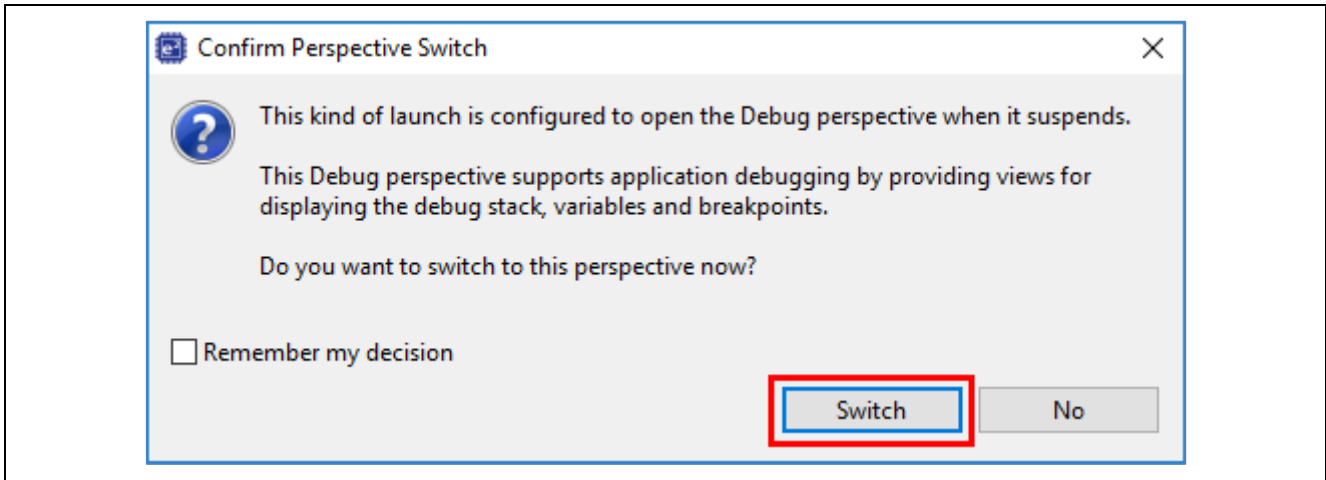 Confirm Perspective Switch
This kind of launch is configured to open the Debug perspective when it suspends.
This Debug perspective supports application debugging by providing views for
displaying the debug stack, variables and breakpoints.
Do you want to switch to this perspective now?
Remember my decision
Switch
No